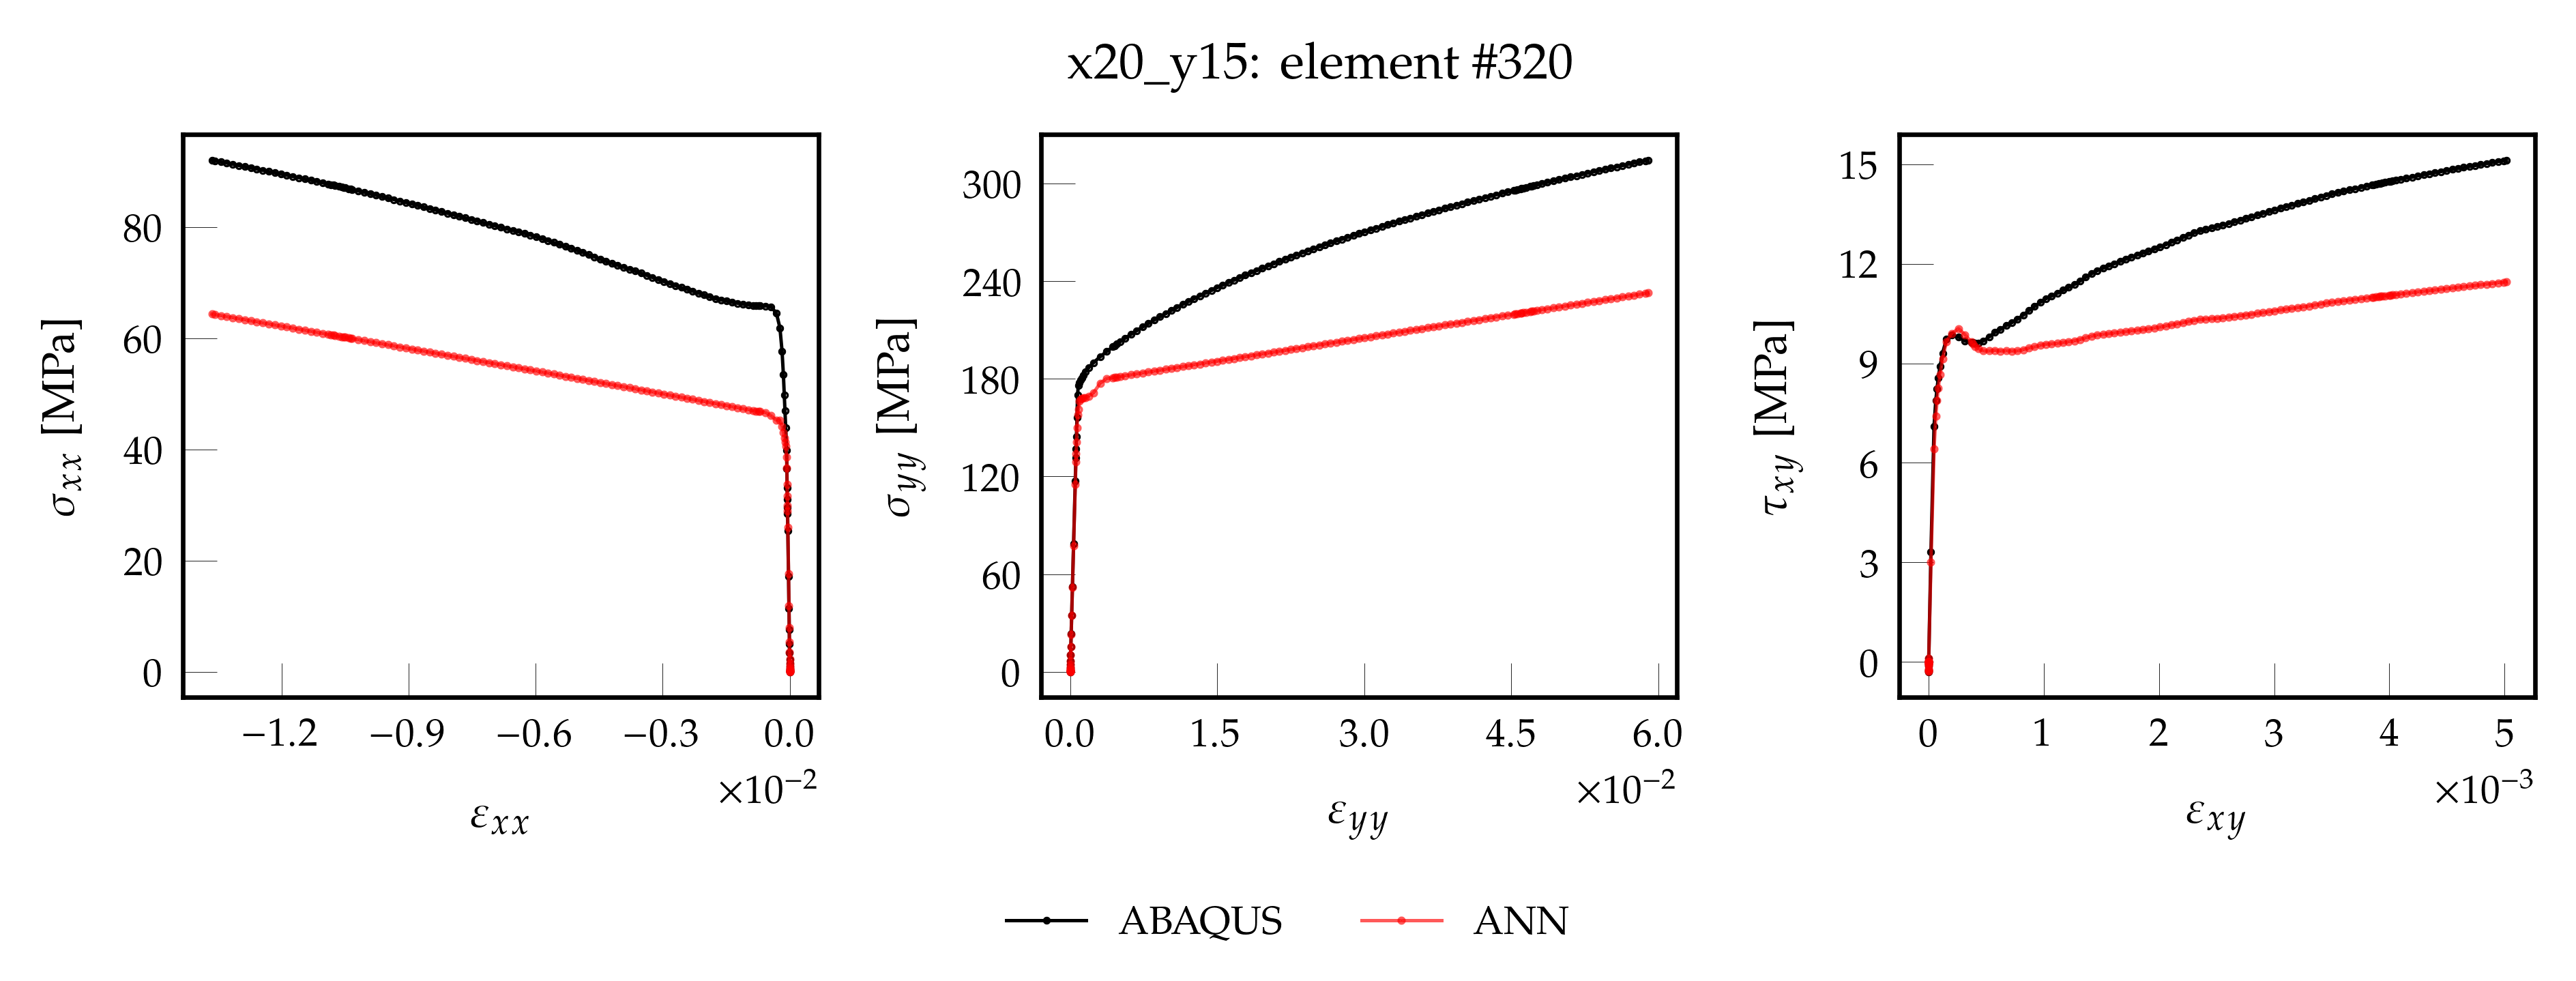 x20_y15: element #320
σxx [MPa]
80
60
40
20
0
−1.2 −0.9 −0.6 −0.3 0.0
×10−2
εxx
σyy [MPa]
300
240
180
120
60
0
0.0 1.5 3.0 4.5 6.0
×10−2
εyy
τxy [MPa]
15
12
9
6
3
0
0 1 2 3 4 5
×10−3
εxy
ABAQUS ANN